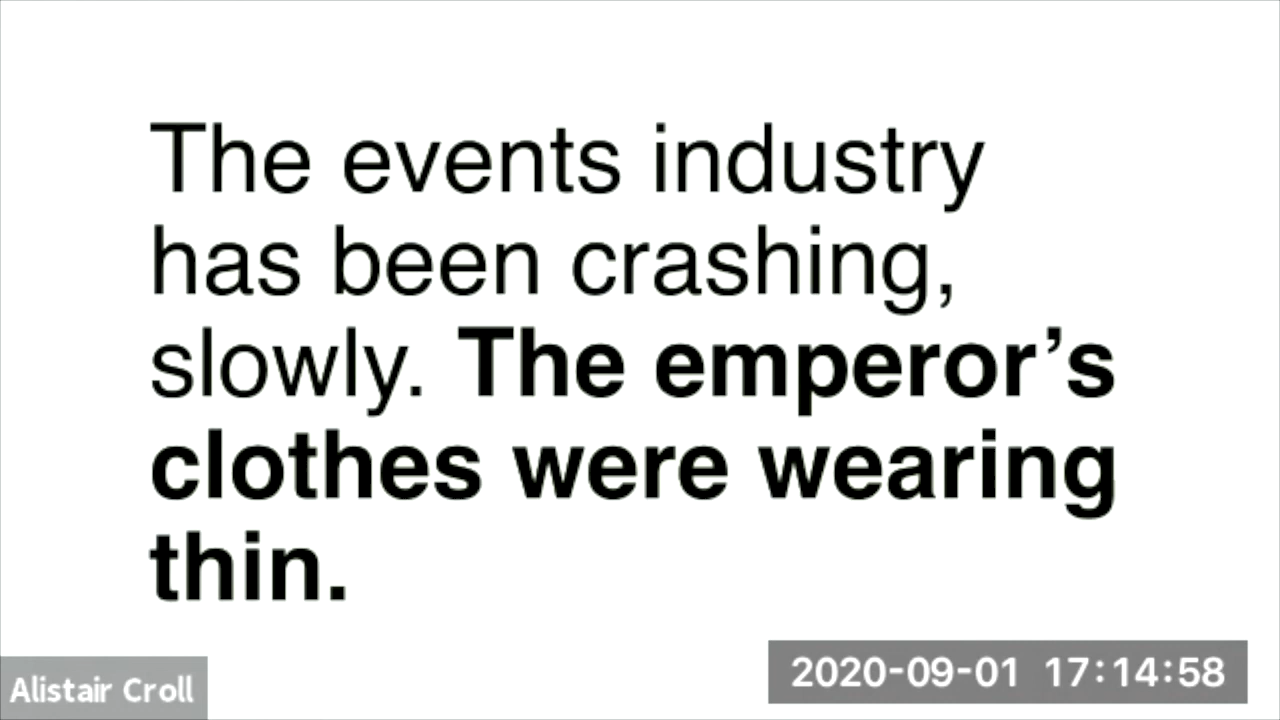 The events industry
has been crashing,
slowly. The emperor’s
clothes were wearing
thin.
Alistair Croll
2020-09-01 17:14:58